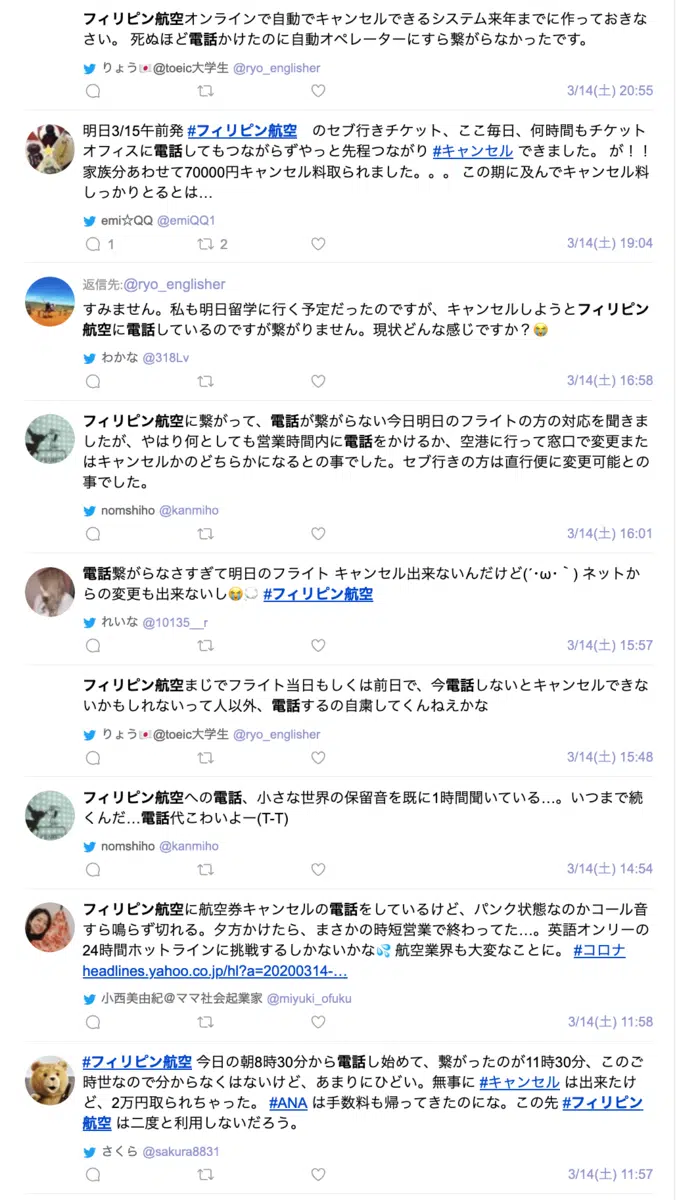 フィリピン航空オンラインで自動でキャンセルできるシステム来年までに作っておきな
さい。 死ぬほど電話かけたのに自動オペレーターにすら繋がらなかったです。
りょう🇯🇵@toeic大学生 @ryo_englisher
3/14(土) 20:55
明日3/15午前発 #フィリピン航空　のセブ行きチケット、ここ毎日、何時間もチケット
オフィスに電話してもつながらずやっと先程つながり #キャンセル できました。 が！！
家族分あわせて70000円キャンセル料取られました。。。 この期に及んでキャンセル料
しっかりとるとは…
emi☆QQ @emiQQ1
1 2 3/14(土) 19:04
返信先:@ryo_englisher
すみません。私も明日留学に行く予定だったのですが、キャンセルしようとフィリピン
航空に電話しているのですが繋がりません。現状どんな感じですか？😭
わかな @318Lv
3/14(土) 16:58
フィリピン航空に繋がって、電話が繋がらない今日明日のフライトの方の対応を聞きま
したが、やはり何としても営業時間内に電話をかけるか、空港に行って窓口で変更また
はキャンセルかのどちらかになるとの事でした。セブ行きの方は直行便に変更可能との
事でした。
nomshiho @kanmiho
3/14(土) 16:01
電話繋がらなさすぎて明日のフライト キャンセル出来ないんだけど(´･ω･｀) ネットか
らの変更も出来ないし😭💭 #フィリピン航空
れいな @10135__r
3/14(土) 15:57
フィリピン航空まじでフライト当日もしくは前日で、今電話しないとキャンセルできな
いかもしれないって人以外、電話するの自粛してくんねえかな
りょう🇯🇵@toeic大学生 @ryo_englisher
3/14(土) 15:48
フィリピン航空への電話、小さな世界の保留音を既に1時間聞いている…。いつまで続
くんだ…電話代こわいよー(T-T)
nomshiho @kanmiho
3/14(土) 14:54
フィリピン航空に航空券キャンセルの電話をしているけど、パンク状態なのかコール音
すら鳴らず切れる。夕方かけたら、まさかの時短営業で終わってた…。英語オンリーの
24時間ホットラインに挑戦するしかないかな💦 航空業界も大変なことに。 #コロナ
headlines.yahoo.co.jp/hl?a=20200314-…
小西美由紀＠ママ社会起業家 @miyuki_ofuku
3/14(土) 11:58
#フィリピン航空 今日の朝8時30分から電話し始めて、繋がったのが11時30分、このご
時世なので分からなくはないけど、あまりにひどい。無事に #キャンセル は出来たけ
ど、2万円取られちゃった。 #ANA は手数料も帰ってきたのにな。この先 #フィリピン
航空 は二度と利用しないだろう。
さくら @sakura8831
3/14(土) 11:57